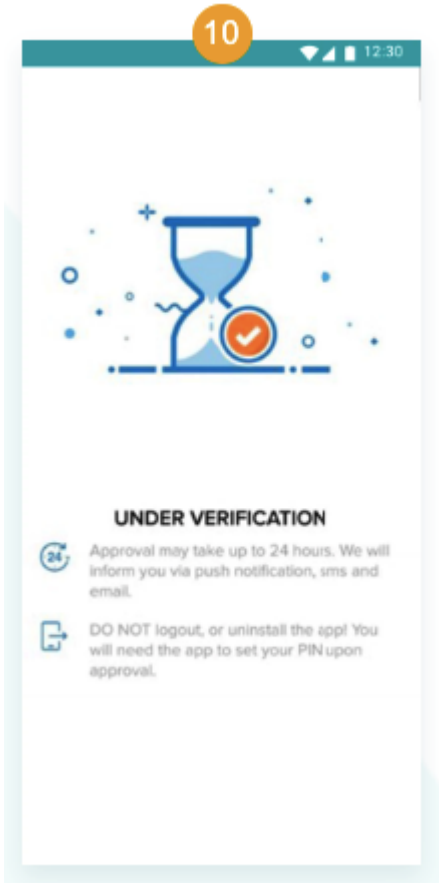 10
12:30
UNDER VERIFICATION
24
Approval may take up to 24 hours. We will
inform you via push notification, sms and
email.
DO NOT logout, or uninstall the app! You
will need the app to set your PIN upon
approval.